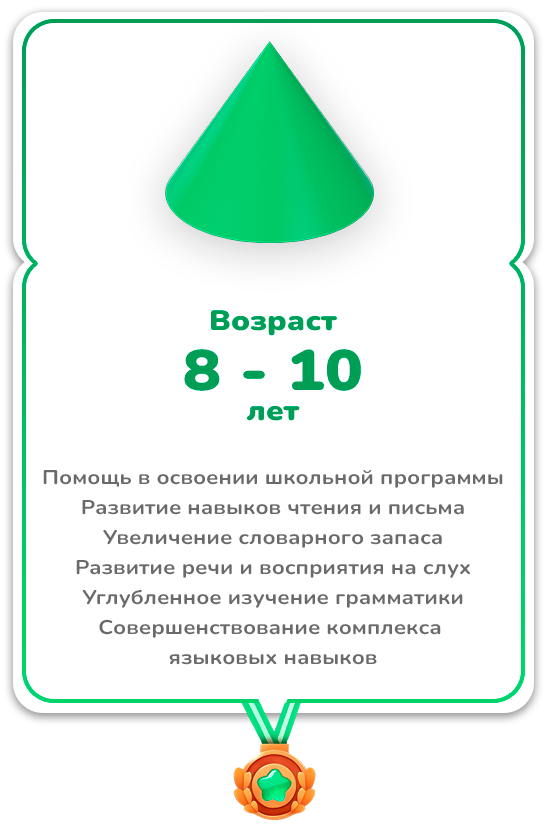 Возраст
8 - 10
лет
Помощь в освоении школьной программы
Развитие навыков чтения и письма
Увеличение словарного запаса
Развитие речи и восприятия на слух
Углубленное изучение грамматики
Совершенствование комплекса
языковых навыков